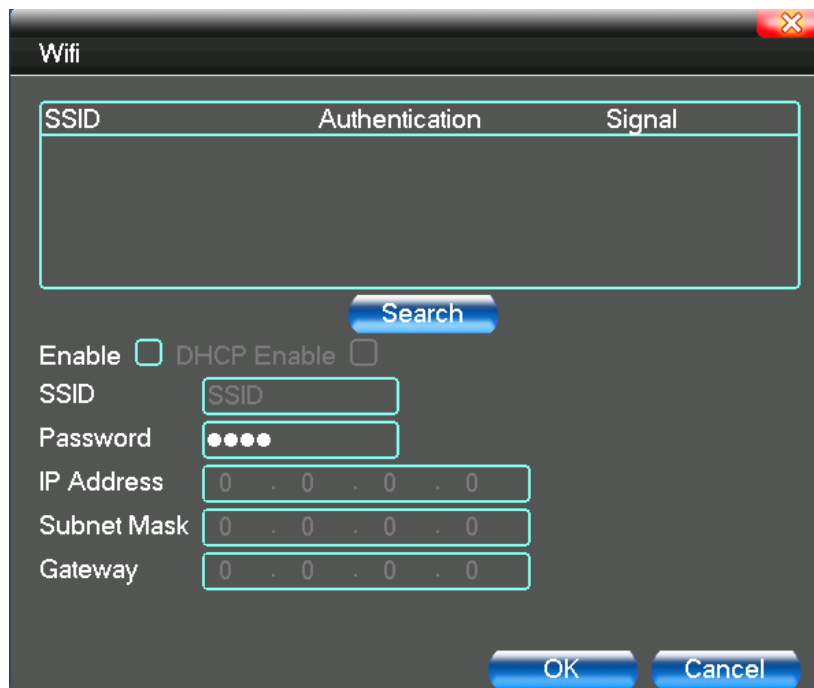 Wifi
SSID Authentication Signal
Search
Enable DHCP Enable
SSID SSID
Password ●●●●
IP Address 0 . 0 . 0 . 0
Subnet Mask 0 . 0 . 0 . 0
Gateway 0 . 0 . 0 . 0
OK Cancel